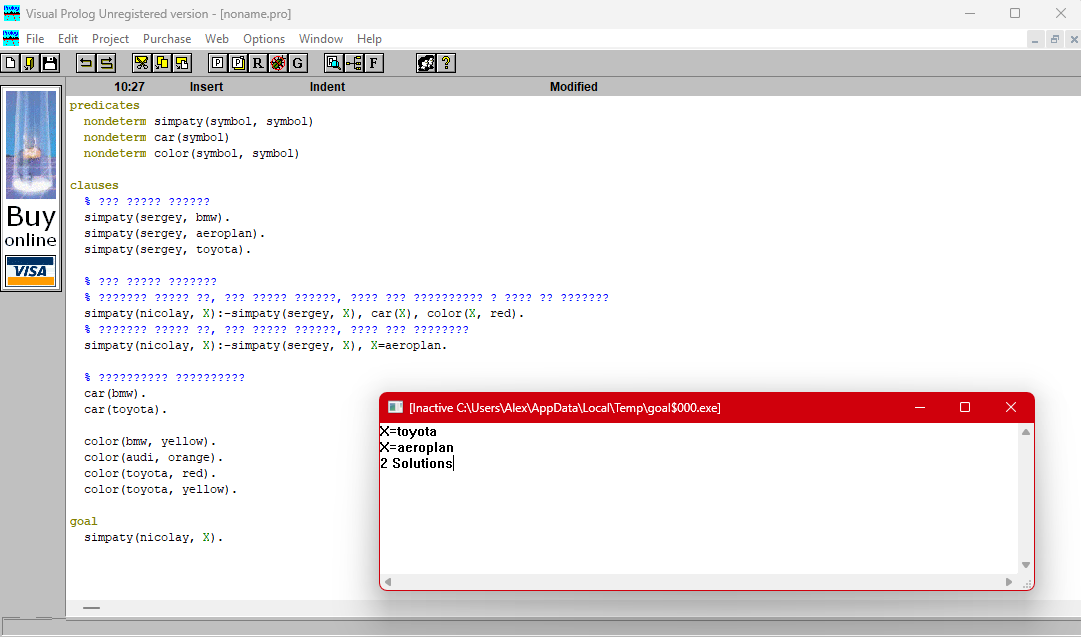 Visual Prolog Unregistered version - [noname.pro]
File Edit Project Purchase Web Options Window Help
P P R G F ?
10:27 Insert Indent Modified
Buy
online
VISA
predicates
nondeterm simpaty(symbol, symbol)
nondeterm car(symbol)
nondeterm color(symbol, symbol)
clauses
% ??? ????? ??????
simpaty(sergey, bmw).
simpaty(sergey, aeroplan).
simpaty(sergey, toyota).
% ??? ????? ???????
% ??????? ????? ??, ??? ????? ??????, ???? ??? ?????????? ? ???? ?? ???????
simpaty(nicolay, X):-simpaty(sergey, X), car(X), color(X, red).
% ??????? ????? ??, ??? ????? ??????, ???? ??? ????????
simpaty(nicolay, X):-simpaty(sergey, X), X=aeroplan.
% ?????????? ??????????
car(bmw).
car(toyota).
color(bmw, yellow).
color(audi, orange).
color(toyota, red).
color(toyota, yellow).
goal
simpaty(nicolay, X).
[Inactive C:\Users\Alex\AppData\Local\Temp\goal$000.exe]
X=toyota
X=aeroplan
2 Solutions